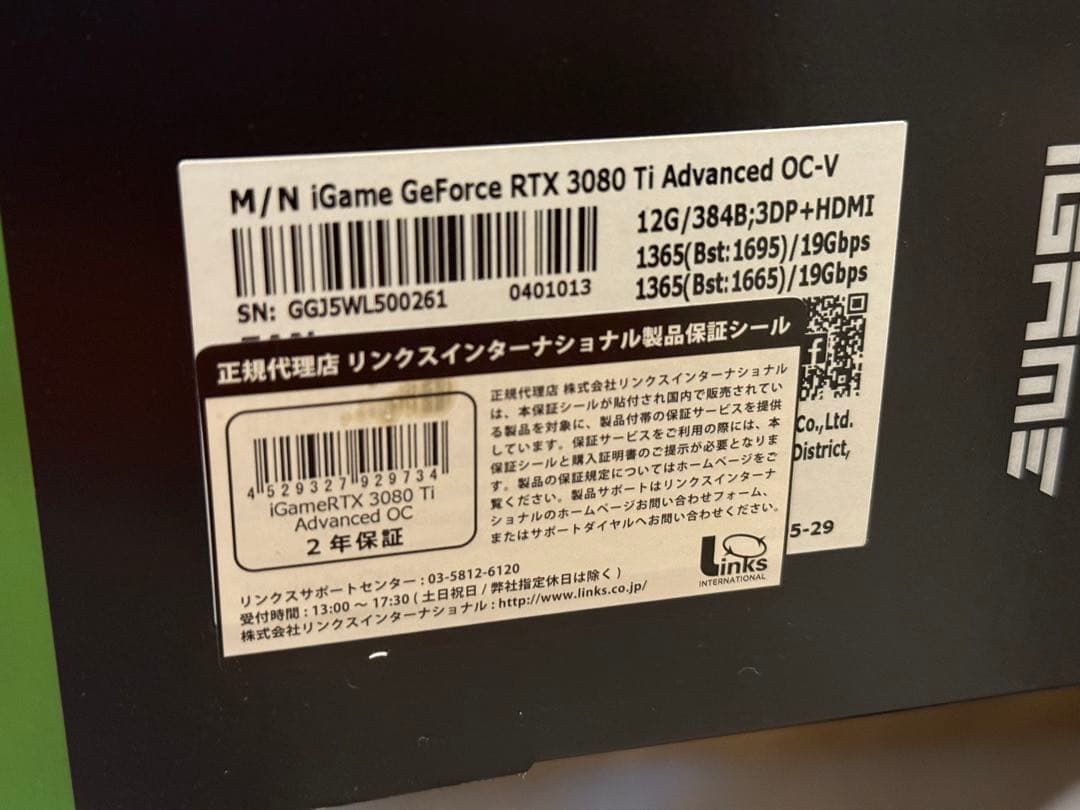 M/N iGame GeForce RTX 3080 Ti Advanced OC-V
12G/384B;3DP+HDMI
1365(Bst:1695)/19Gbps
1365(Bst:1665)/19Gbps
SN: GGJ5WL500261
0401013
Co.,Ltd.
District,
5-29
正規代理店 リンクスインターナショナル製品保証シール
4 529327 929734
iGameRTX 3080 Ti
Advanced OC
2年保証
正規代理店 株式会社リンクスインターナショナル
は、本保証シールが貼付され国内で販売されてい
る製品を対象に、製品付帯の保証サービスを提供
しています。保証サービスをご利用の際には、本
保証シールと購入証明書のご提示が必要となりま
す。製品の保証規定についてはホームページをご
覧ください。製品サポートはリンクスインターナ
ショナルのホームページお問い合わせフォーム、
またはサポートダイヤルへお問い合わせください。
Links
INTERNATIONAL
リンクスサポートセンター : 03-5812-6120
受付時間 : 13:00 ～ 17:30 ( 土日祝日 / 弊社指定休日は除く )
株式会社リンクスインターナショナル : http://www.links.co.jp/
iGAME